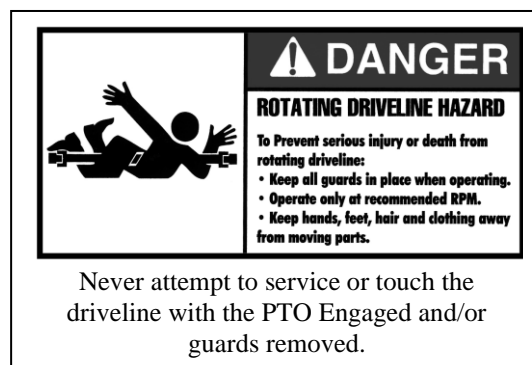 DANGER
ROTATING DRIVELINE HAZARD
To Prevent serious injury or death from
rotating driveline:
• Keep all guards in place when operating.
• Operate only at recommended RPM.
• Keep hands, feet, hair and clothing away
from moving parts.
Never attempt to service or touch the
driveline with the PTO Engaged and/or
guards removed.